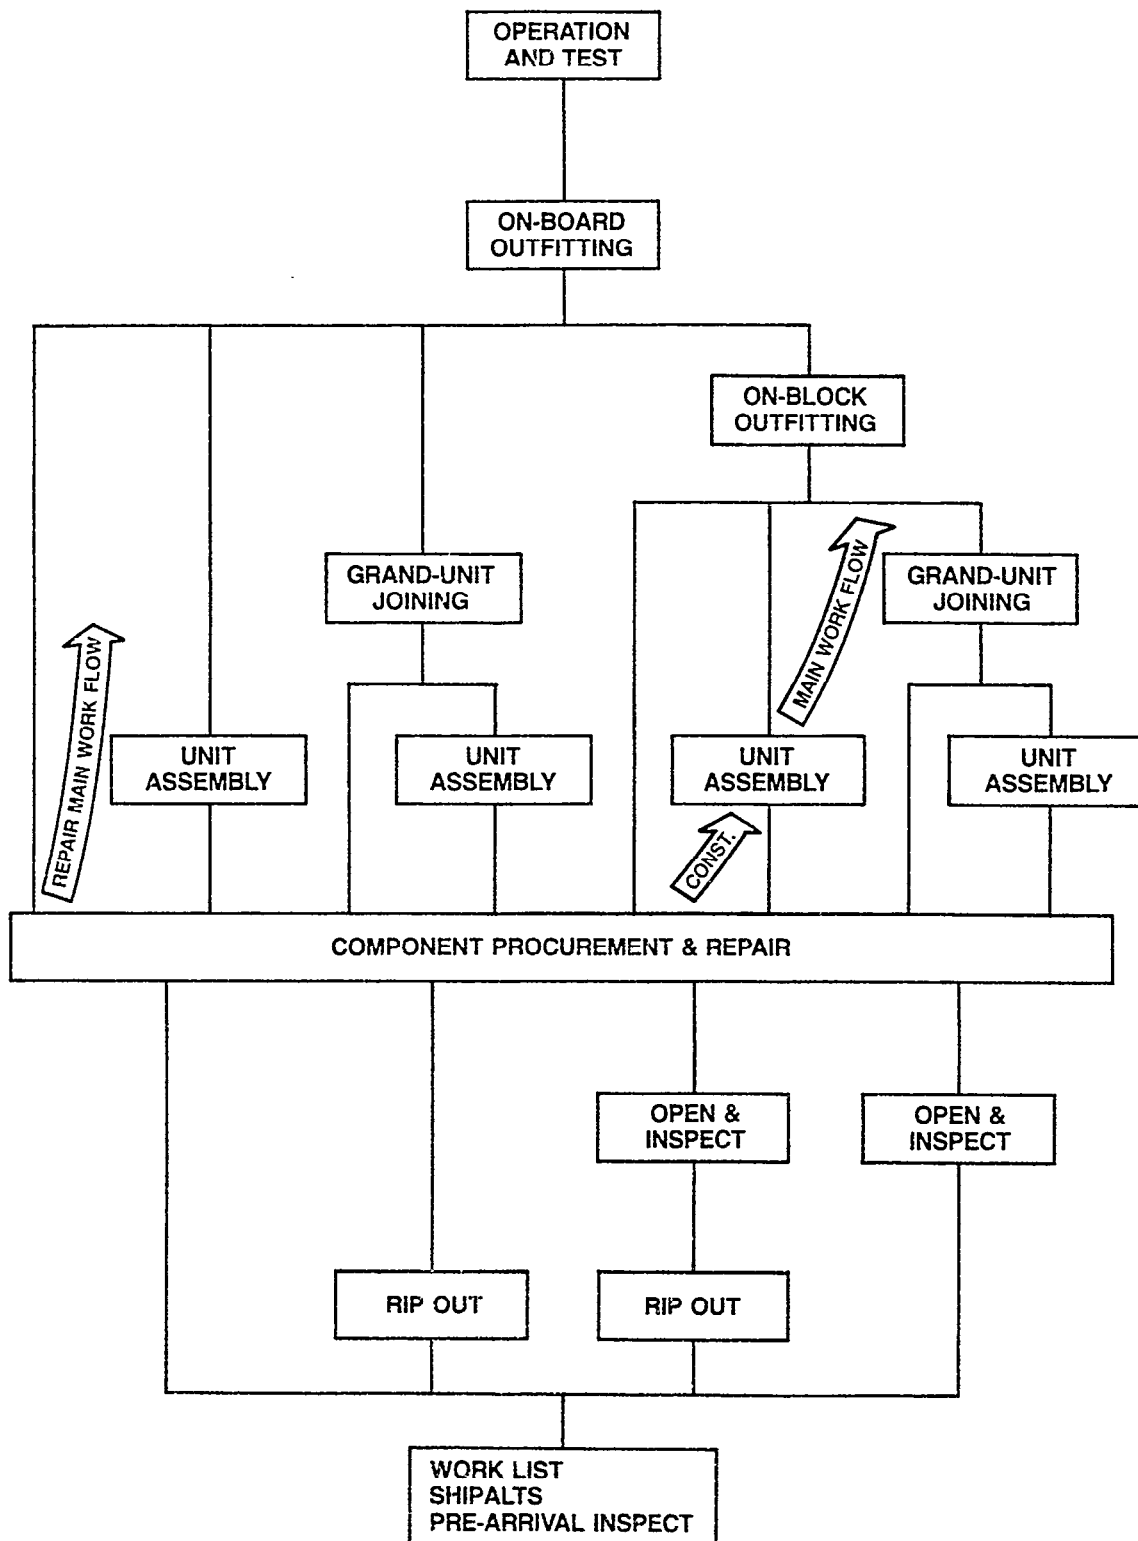 OPERATION
AND TEST
ON-BOARD
OUTFITTING
ON-BLOCK
OUTFITTING
GRAND-UNIT
JOINING
MAIN WORK FLOW
GRAND-UNIT
JOINING
REPAIR MAIN WORK FLOW
UNIT
ASSEMBLY
UNIT
ASSEMBLY
UNIT
ASSEMBLY
UNIT
ASSEMBLY
CONST.
COMPONENT PROCUREMENT & REPAIR
OPEN &
INSPECT
OPEN &
INSPECT
RIP OUT
RIP OUT
WORK LIST
SHIPALTS
PRE-ARRIVAL INSPECT